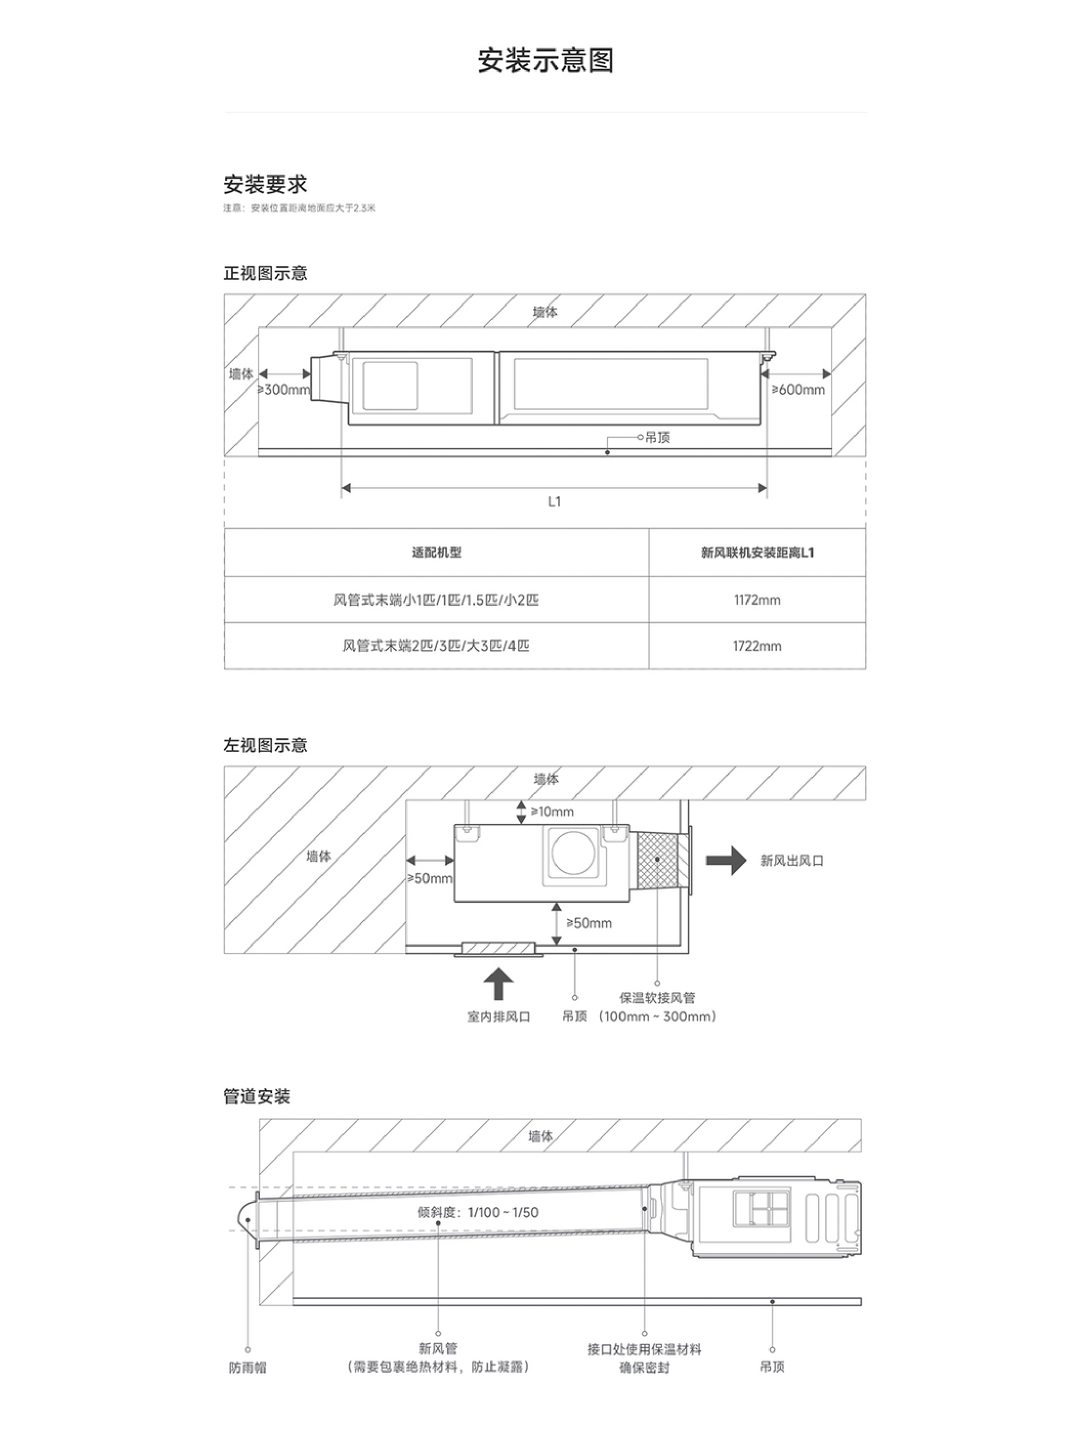 安装示意图
安装要求
注意：安装位置距离地面应大于2.3米
正视图示意
墙体
墙体
≥300mm
≥600mm
吊顶
L1
适配机型 新风联机安装距离L1
风管式末端小1匹/1匹/1.5匹/小2匹 1172mm
风管式末端2匹/3匹/大3匹/4匹 1722mm
左视图示意
墙体
≥10mm
墙体
≥50mm
新风出风口
≥50mm
保温软接风管
室内排风口 吊顶 （100mm ~ 300mm）
管道安装
墙体
倾斜度：1/100 ~ 1/50
新风管 接口处使用保温材料
防雨帽 （需要包裹绝热材料，防止凝露） 确保密封 吊顶